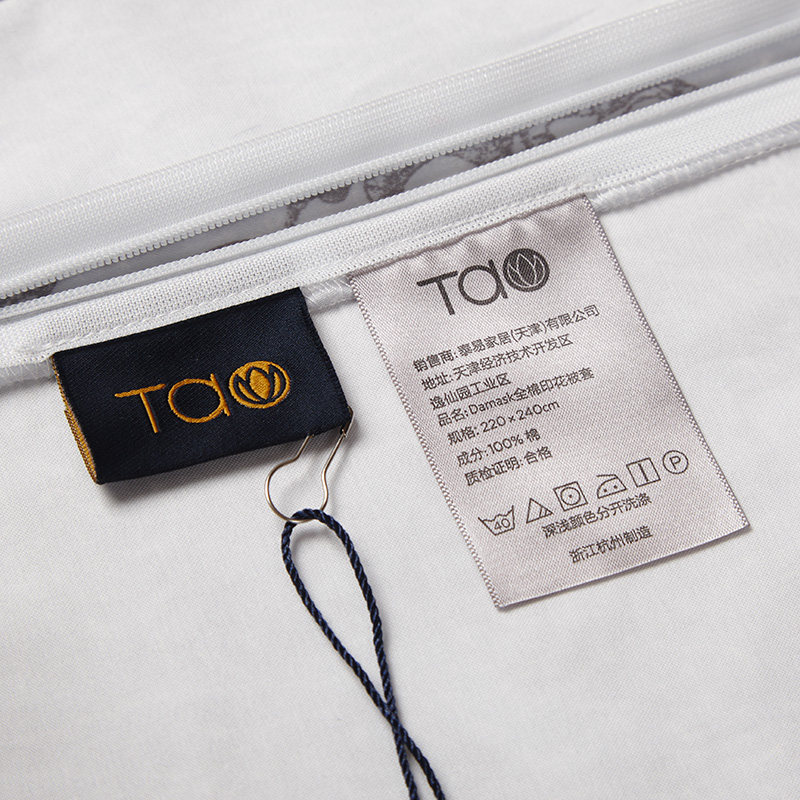 Tao
Tao
销售商: 泰易家居(天津)有限公司
地址: 天津经济技术开发区
逸仙园工业区
品名: Damask全棉印花被套
规格: 220×240cm
成分: 100% 棉
质检证明: 合格
40 P
深浅颜色分开洗涤
浙江杭州制造